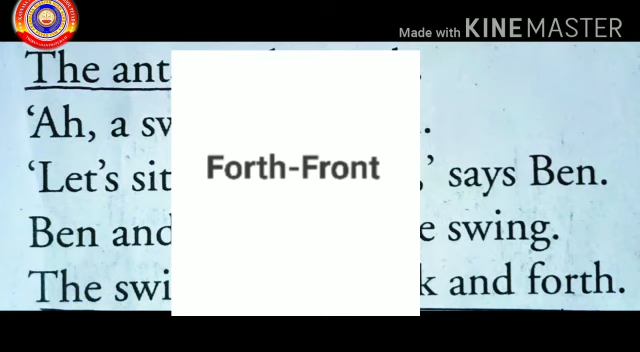 Made with KINEMASTER
The ant
'Ah, a sw
.
Forth-Front
'Let's sit
,' says Ben.
Ben and
e swing.
The swi
k and forth.